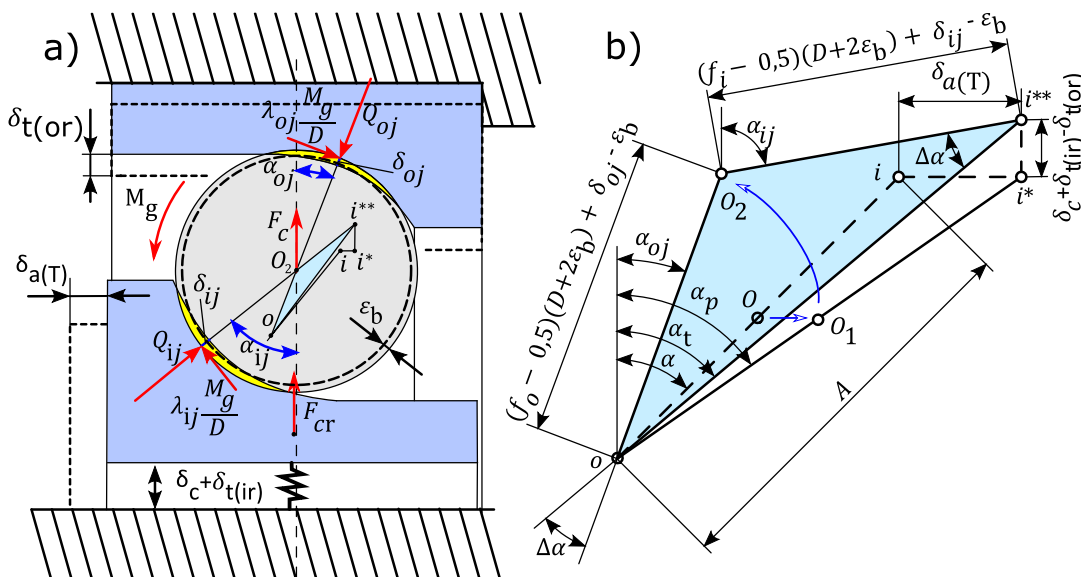 a)
δt(or)
λoj Mg/D
Qoj
αoj
δoj
Mg
Fc
i**
O2
i
i*
δa(T)
δij
o
εb
Qij
αij
λij Mg/D
Fcr
δc+δt(ir)
b)
(fi – 0,5)(D+2εb) + δij - εb
δa(T)
i**
αij
Δα
i
i*
δc+δt(ir)-δt(or)
O2
(fo – 0,5)(D+2εb) + δoj - εb
αoj
αp
O
O1
αt
α
A
o
Δα